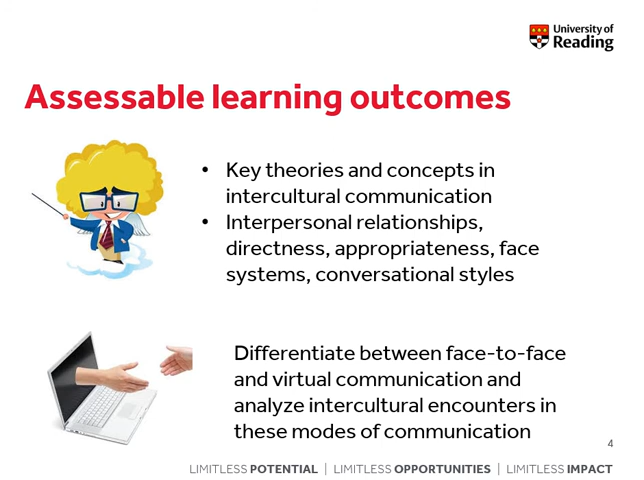 University of
Reading
Assessable learning outcomes
• Key theories and concepts in
intercultural communication
• Interpersonal relationships,
directness, appropriateness, face
systems, conversational styles
Differentiate between face-to-face
and virtual communication and
analyze intercultural encounters in
these modes of communication
4
LIMITLESS POTENTIAL | LIMITLESS OPPORTUNITIES | LIMITLESS IMPACT